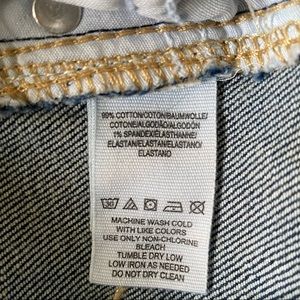 99% COTTON/COTON/BAUMWOLLE/
COTONE/ALGODÃO/ALGODÓN
1% SPANDEX/ELASTHANNE/
ELASTAN/ELASTAN/ELASTANO/
ELASTANO
MACHINE WASH COLD
WITH LIKE COLORS
USE ONLY NON-CHLORINE
BLEACH
TUMBLE DRY LOW
LOW IRON AS NEEDED
DO NOT DRY CLEAN